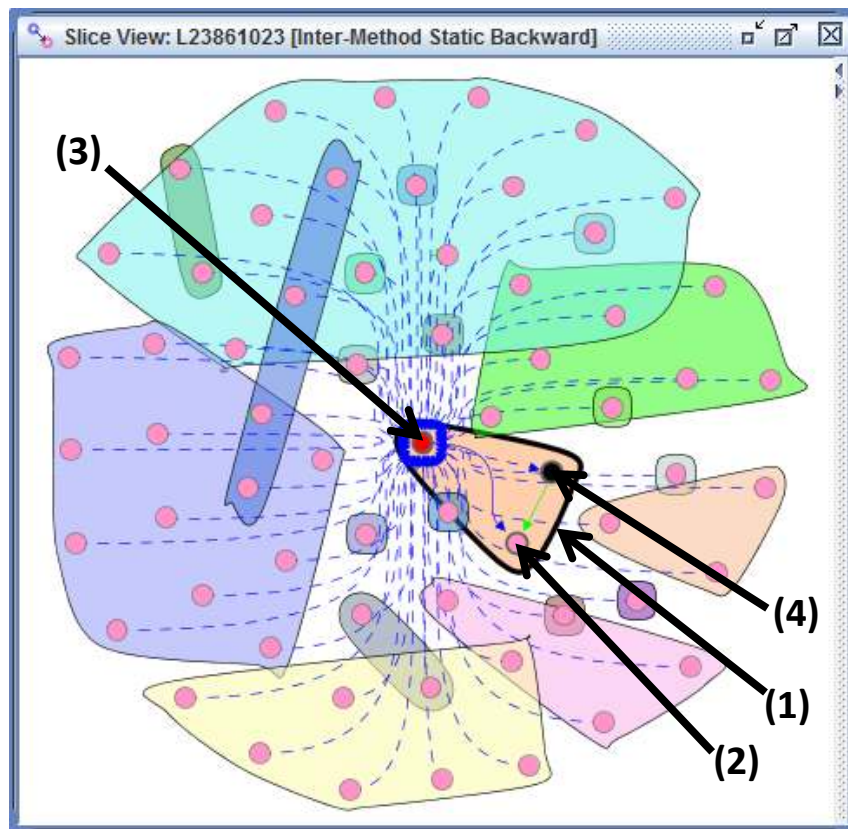 Slice View: L23861023 [Inter-Method Static Backward]
(3)
(4)
(1)
(2)